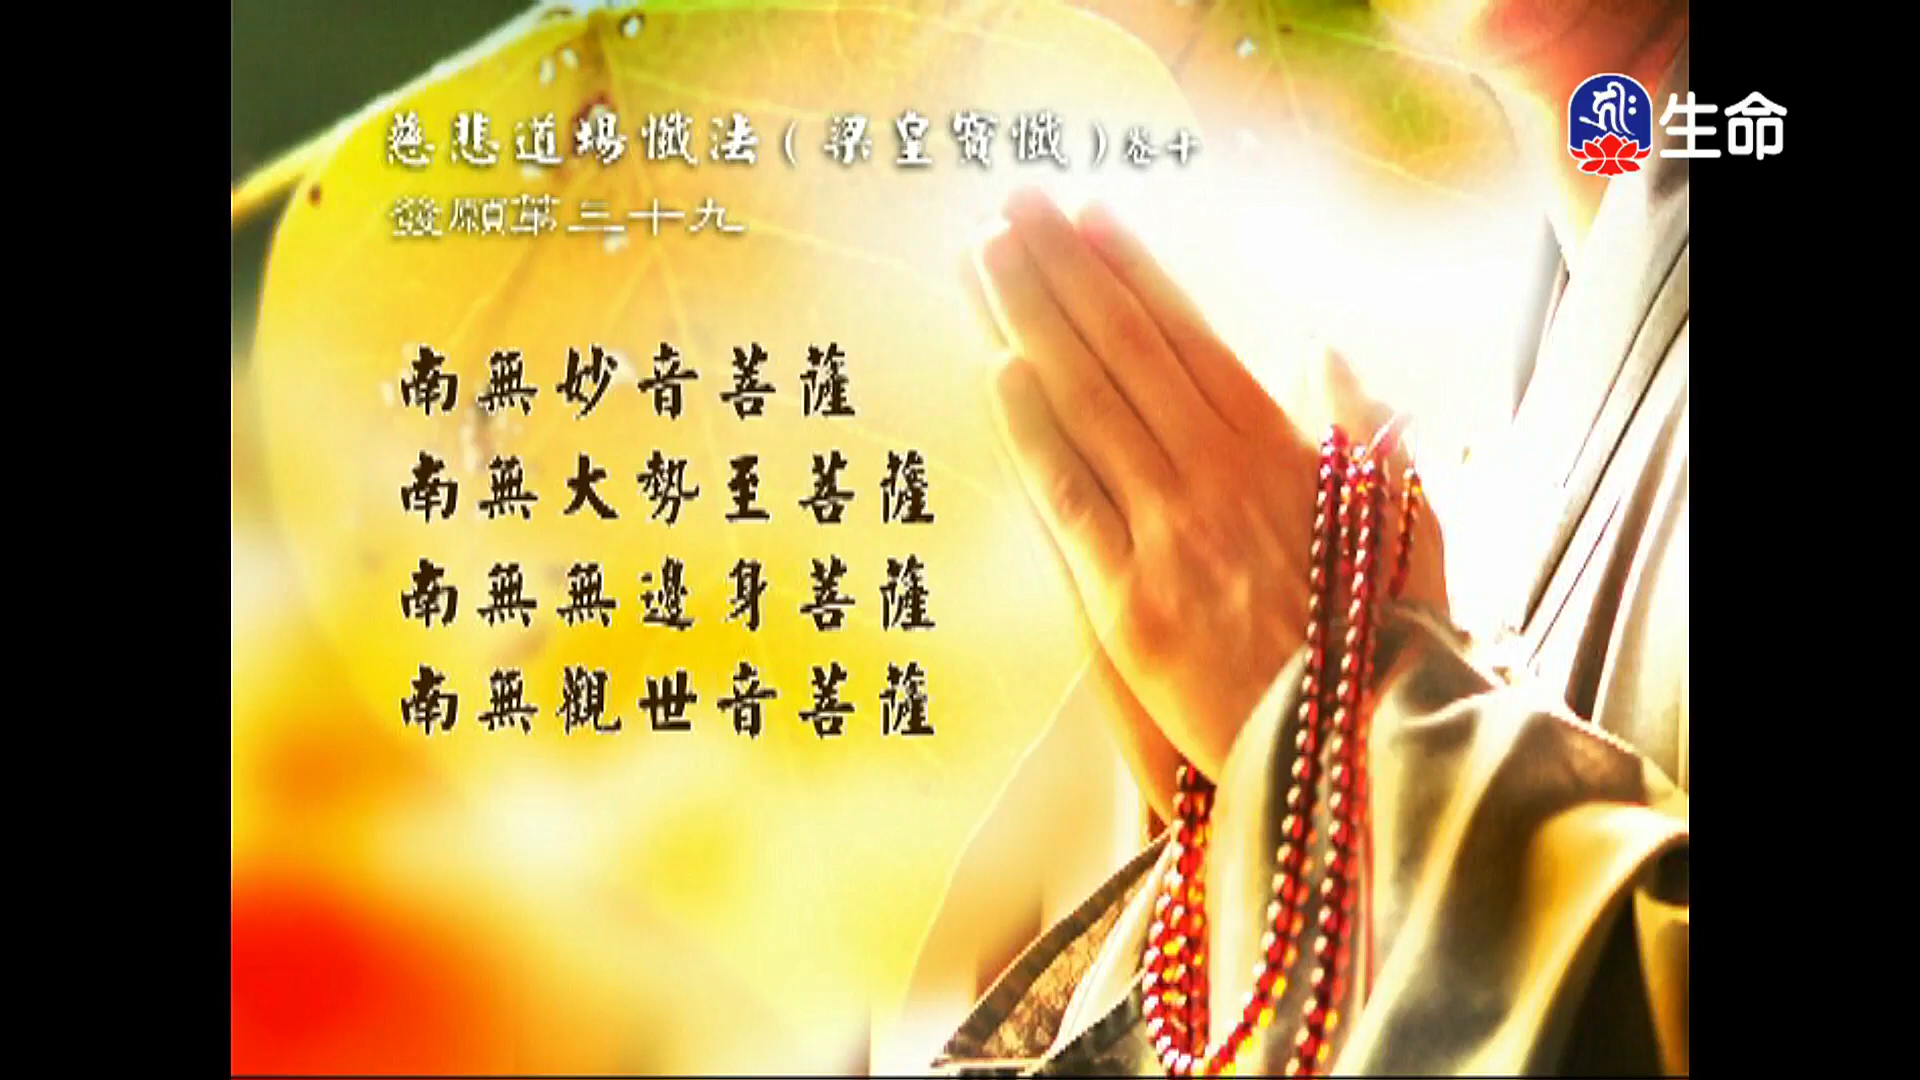 慈悲道場懺法(梁皇寶懺)卷十
發願第三十九
南無妙音菩薩
南無大勢至菩薩
南無無邊身菩薩
南無觀世音菩薩
生命